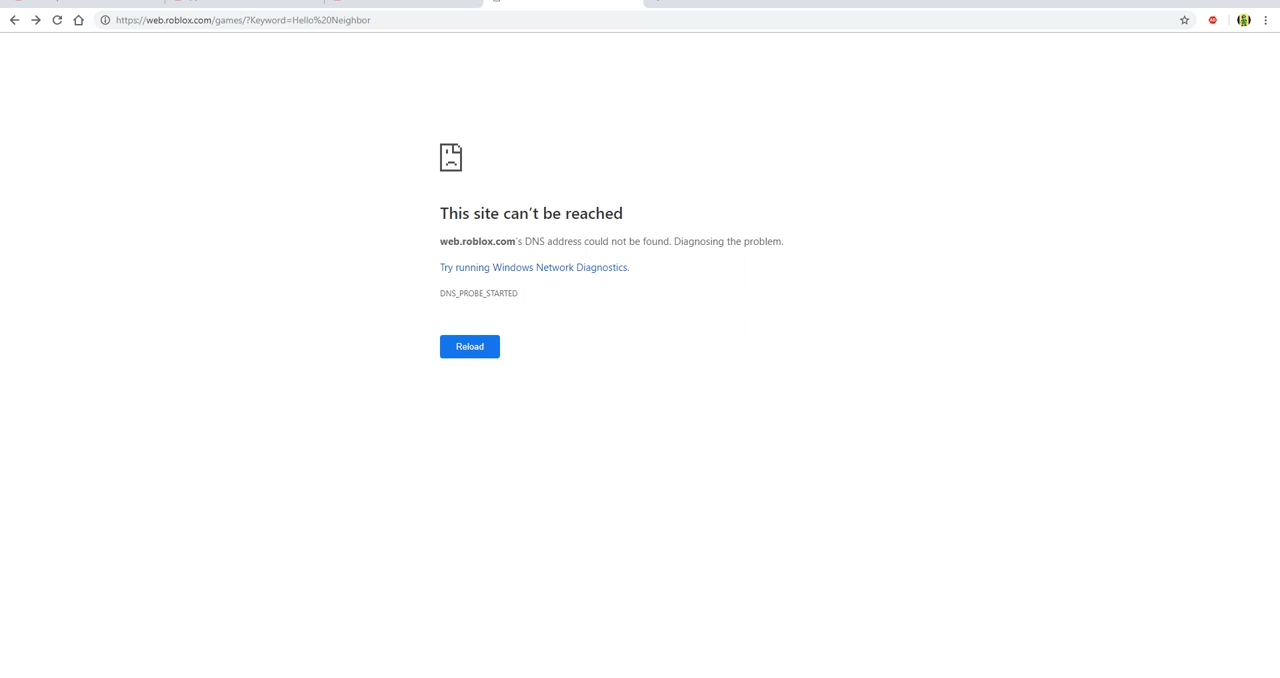 https://web.roblox.com/games/?Keyword=Hello%20Neighbor
This site can't be reached
web.roblox.com's DNS address could not be found. Diagnosing the problem.
Try running Windows Network Diagnostics.
DNS_PROBE_STARTED
Reload